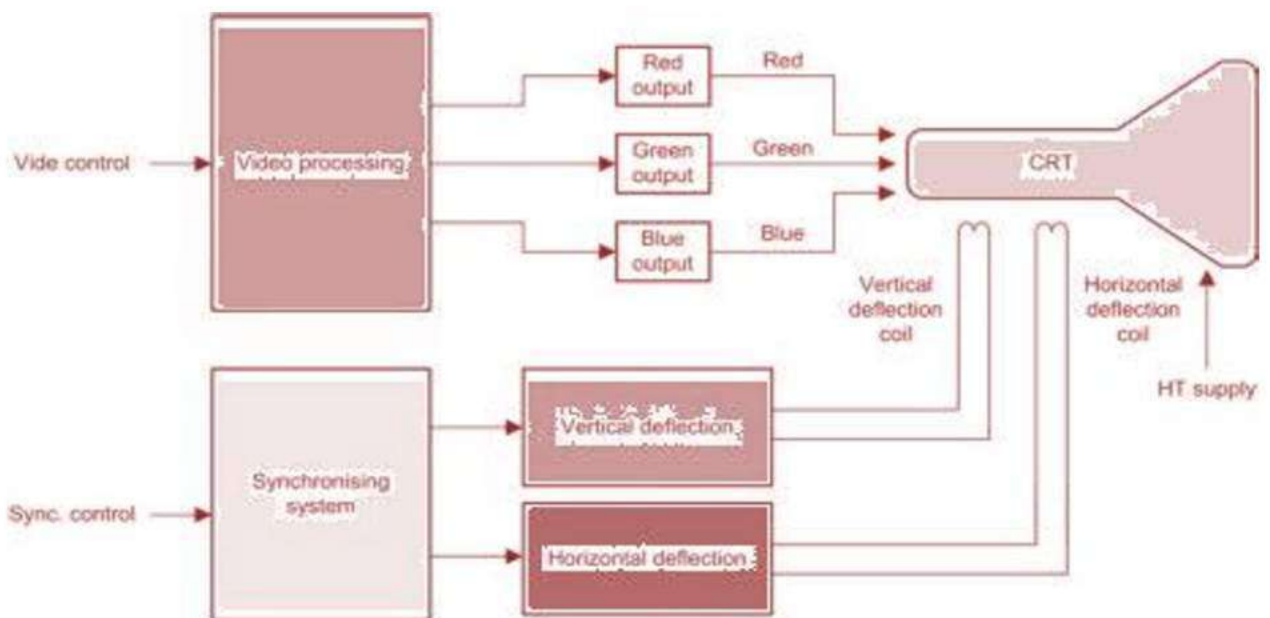 Red
output
Red
Vide control
Video processing
Green
output
Green
CRT
Blue
output
Blue
Vertical
deflection
coil
Horizontal
deflection
coil
HT supply
Sync. control
Synchronising
system
Vertical deflection
Horizontal deflection